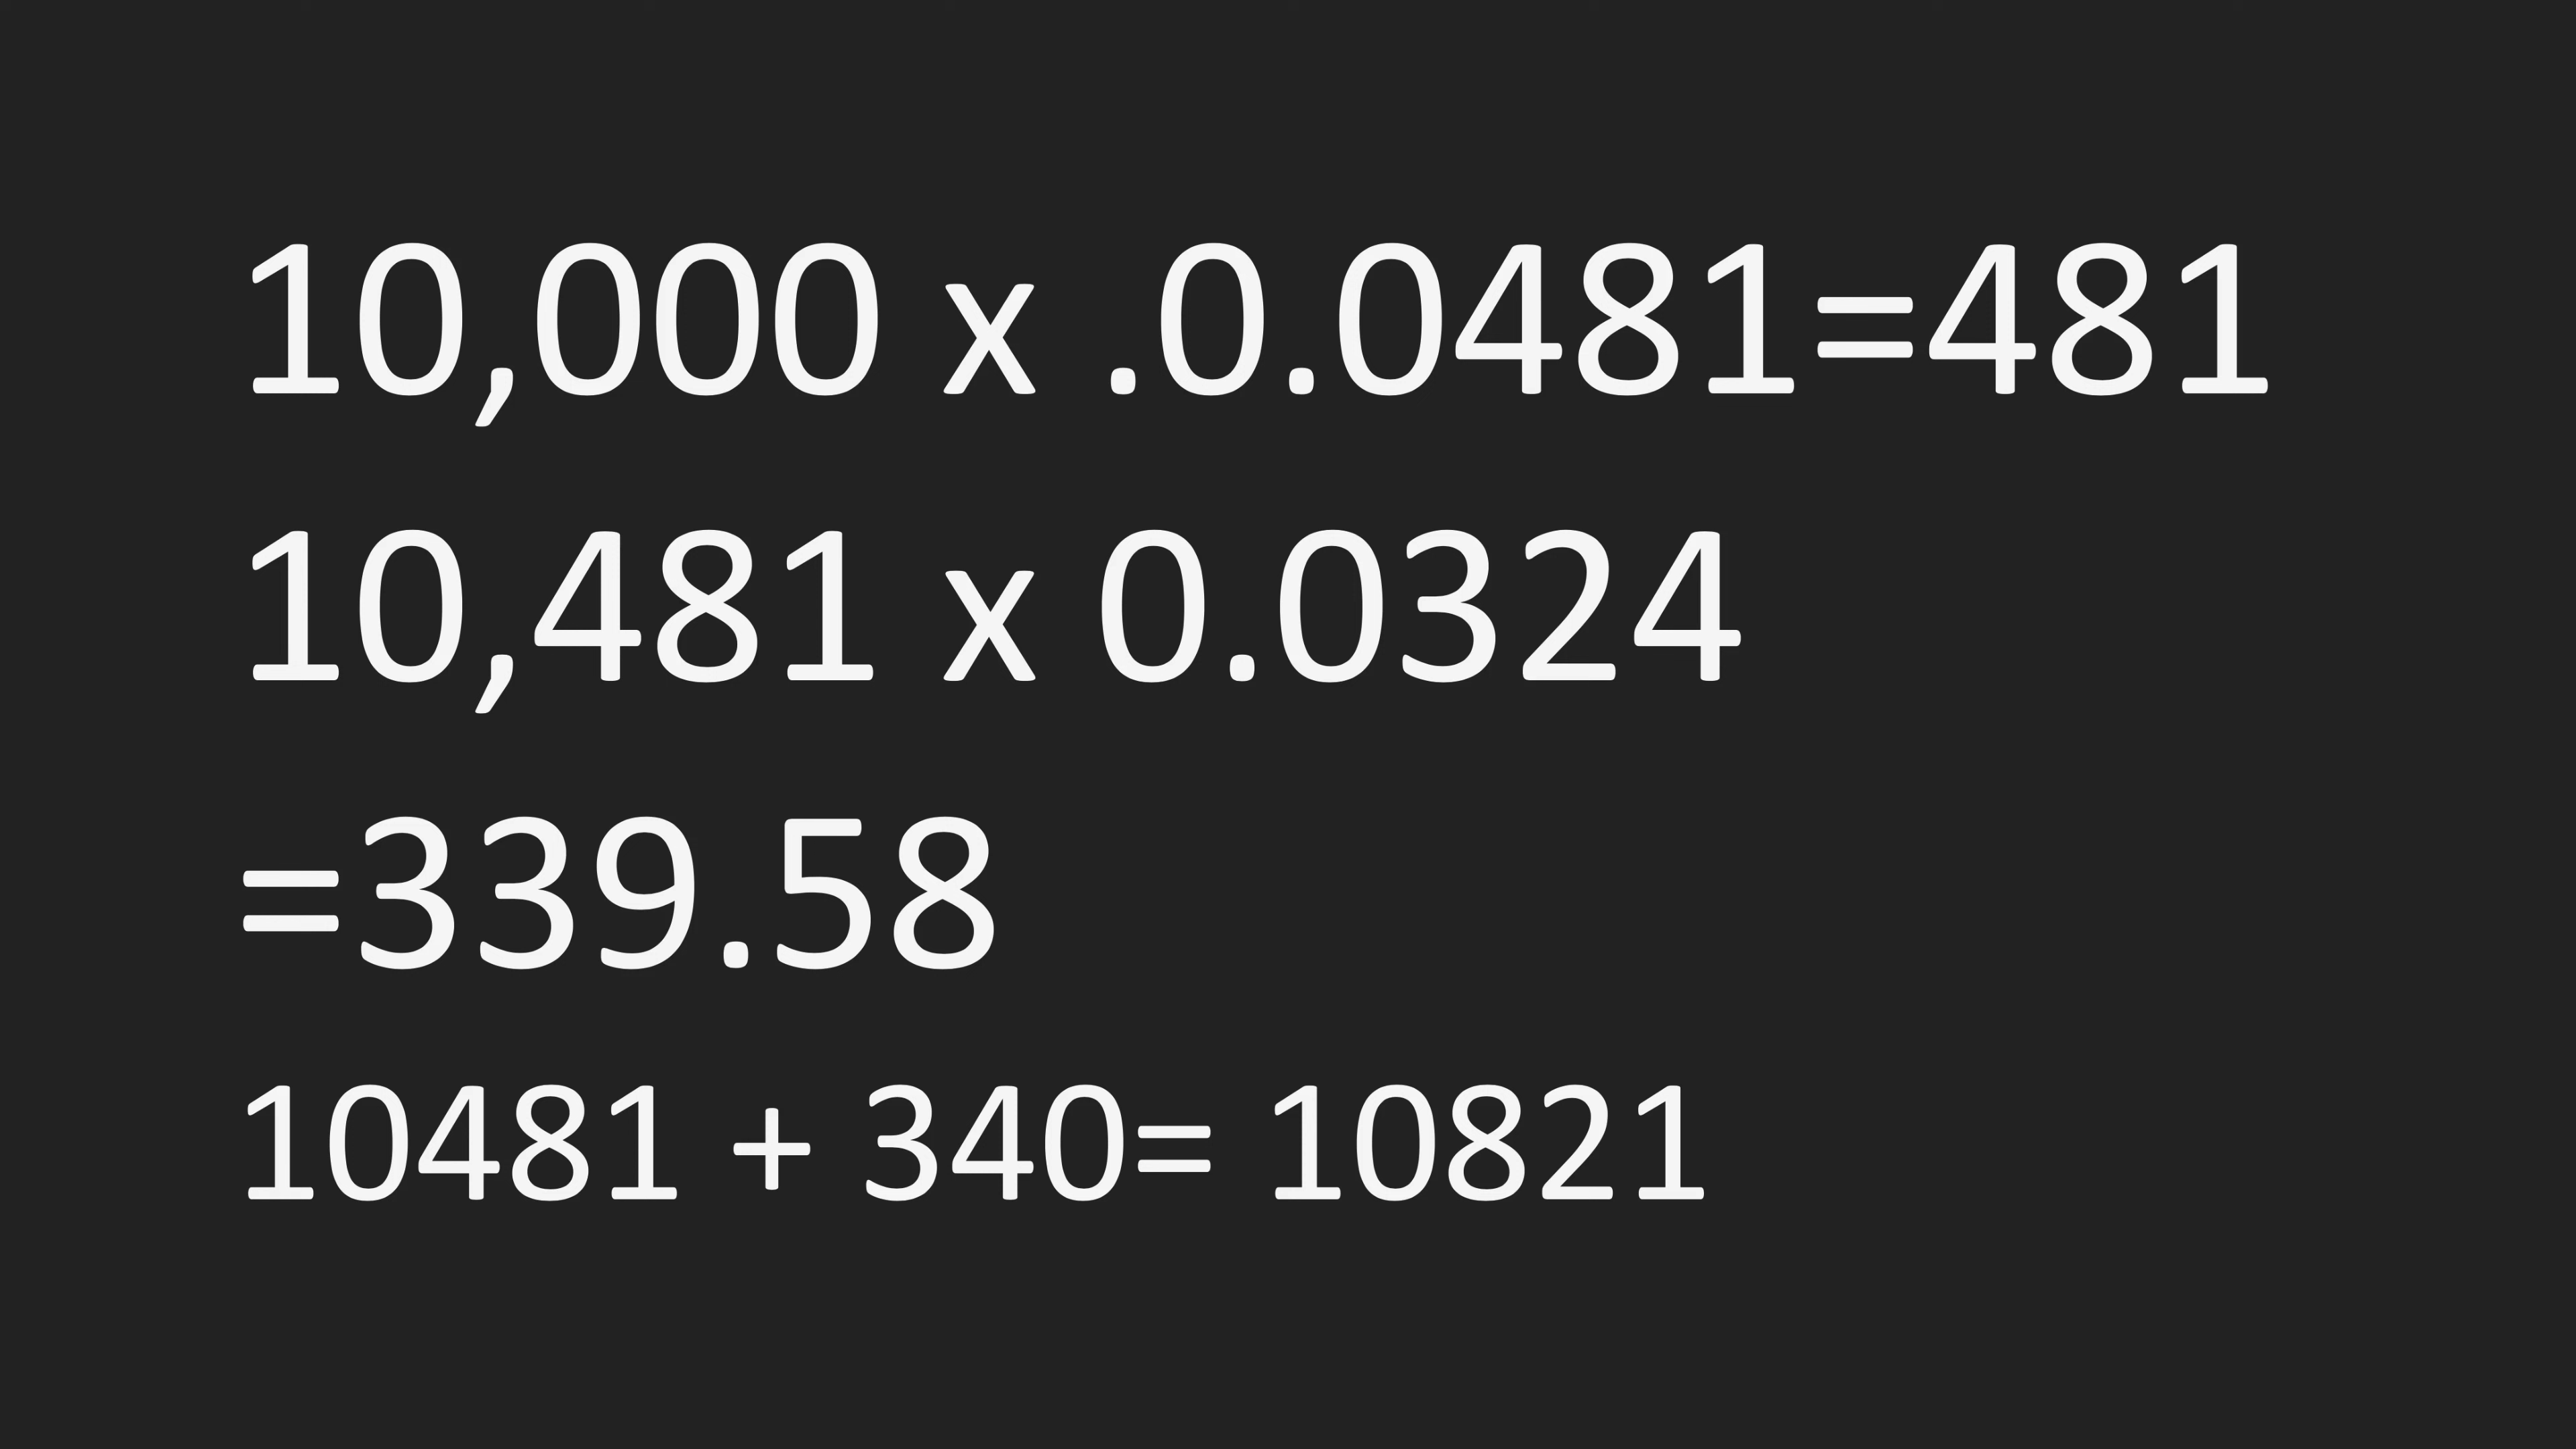 10,000 x .0.0481=481
10,481 x 0.0324
=339.58
10481 + 340= 10821